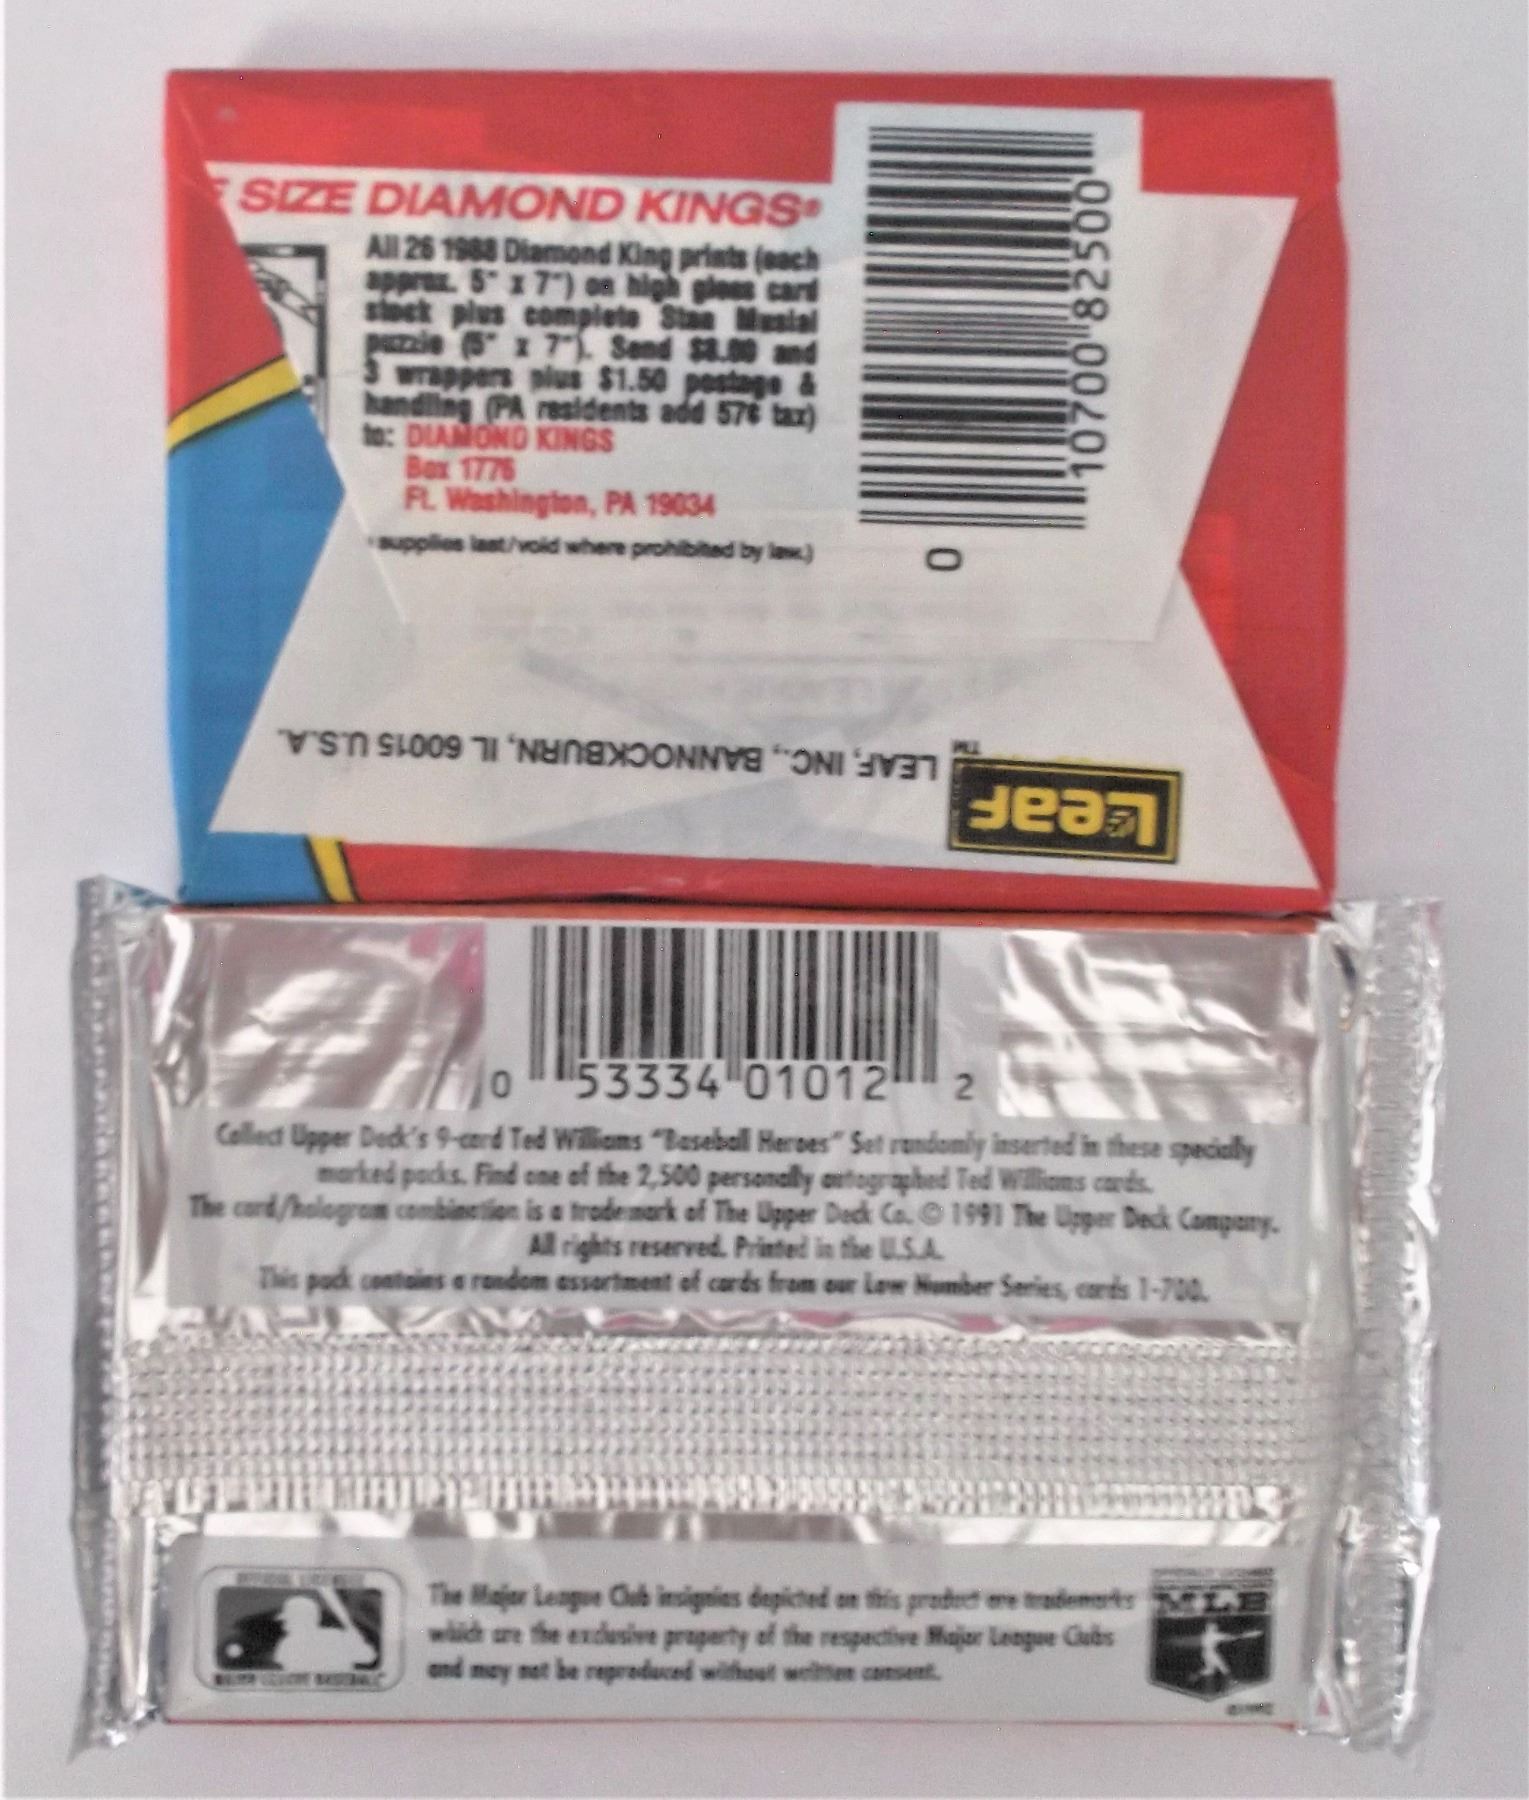 E SIZE DIAMOND KINGS®
All 26 1988 Diamond King prints (each
approx. 5" x 7") on high gloss card
stock plus complete Stan Musial
puzzle (5" x 7"). Send $8.00 and
3 wrappers plus $1.50 postage &
handling (PA residents add 57¢ tax)
to: DIAMOND KINGS
Box 1776
Ft. Washington, PA 19034
supplies last/void where prohibited by law.)
10700 82500
0
LEAF, INC., BANNOCKBURN, IL 60015 U.S.A.
Leaf TM
0 53334 01012 2
Collect Upper Deck's 9-card Ted Williams "Baseball Heroes" Set randomly inserted in these specially
marked packs. Find one of the 2,500 personally autographed Ted Williams cards.
The card/hologram combination is a trademark of The Upper Deck Co. © 1991 The Upper Deck Company.
All rights reserved. Printed in the U.S.A.
This pack contains a random assortment of cards from our Low Number Series, cards 1-700.
The Major League Club insignias depicted on this product are trademarks
which are the exclusive property of the respective Major League Clubs
and may not be reproduced without written consent.
MAJOR LEAGUE BASEBALL
MLB